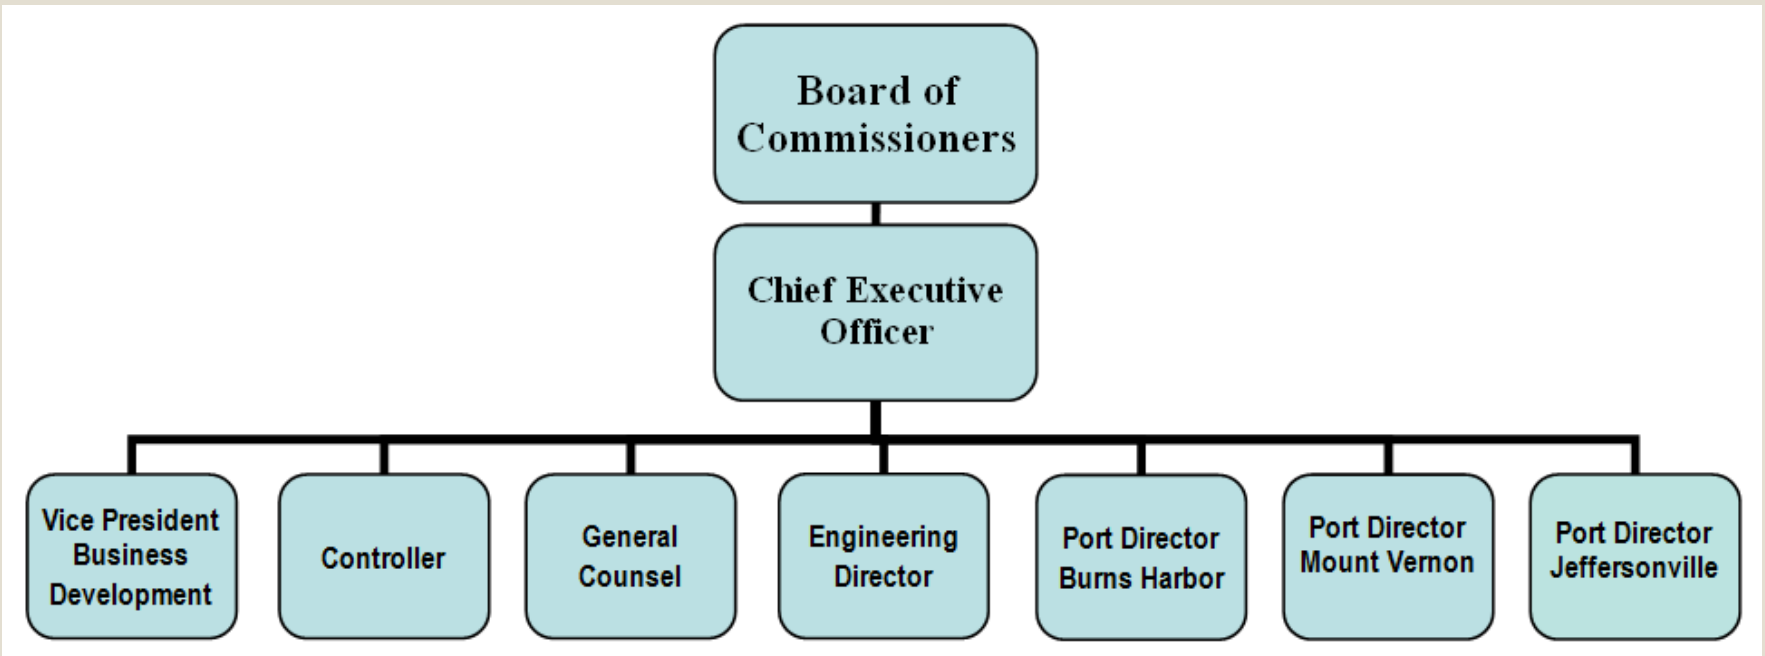 Board of
Commissioners
Chief Executive
Officer
Vice President
Business
Development
Controller
General
Counsel
Engineering
Director
Port Director
Burns Harbor
Port Director
Mount Vernon
Port Director
Jeffersonville